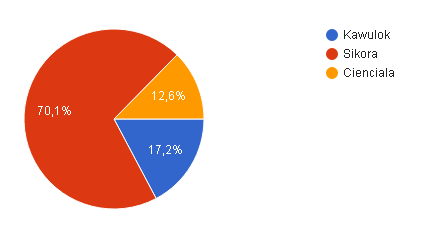 Kawulok
Sikora
Cienciala
70,1%
12,6%
17,2%